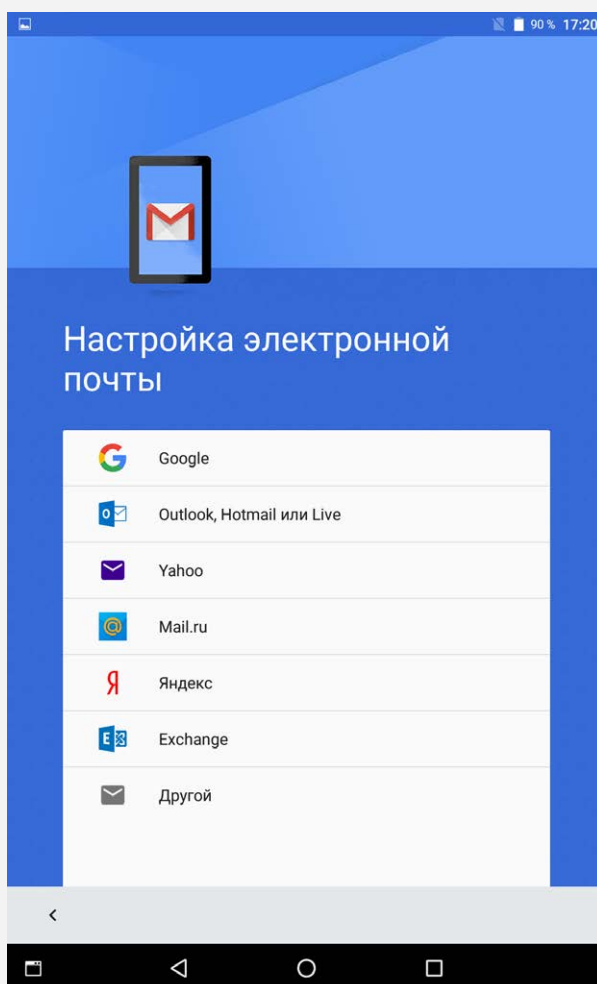 90 % 17:20
Настройка электронной
почты
Google
Outlook, Hotmail или Live
Yahoo
Mail.ru
Яндекс
Exchange
Другой